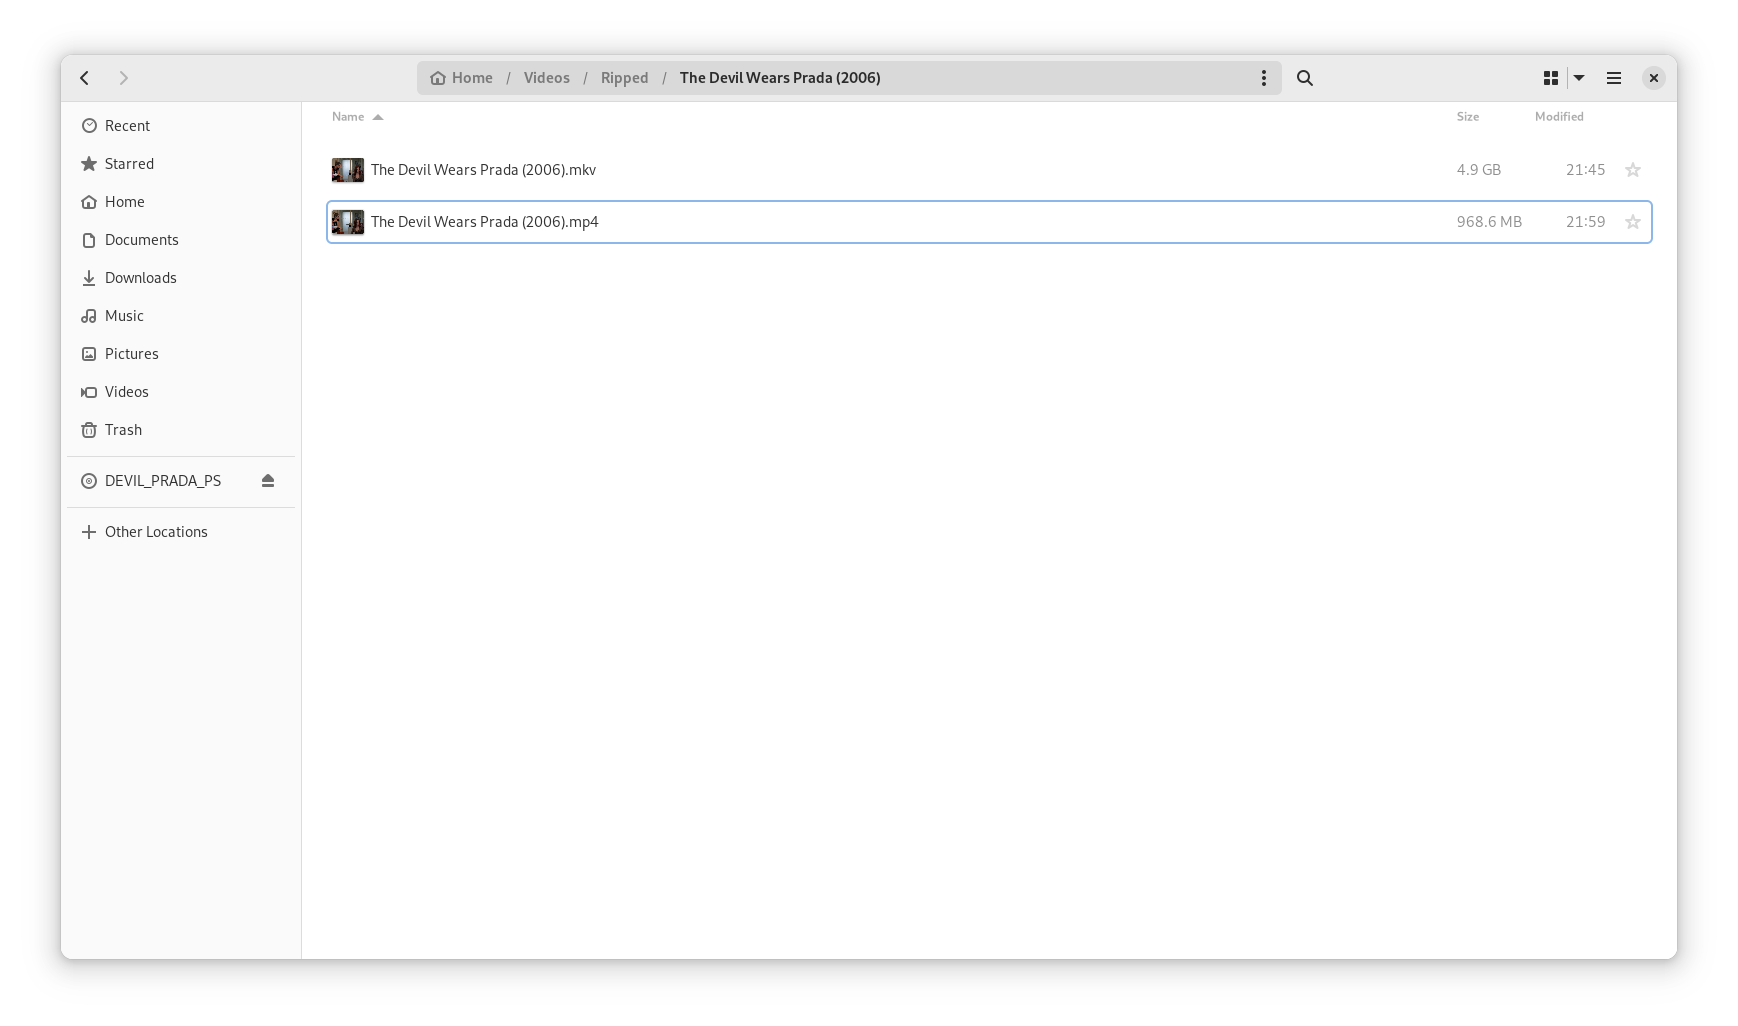 Home / Videos / Ripped / The Devil Wears Prada (2006)
Recent
Starred
Home
Documents
Downloads
Music
Pictures
Videos
Trash
DEVIL_PRADA_PS
Other Locations
Name Size Modified
The Devil Wears Prada (2006).mkv 4.9 GB 21:45
The Devil Wears Prada (2006).mp4 968.6 MB 21:59